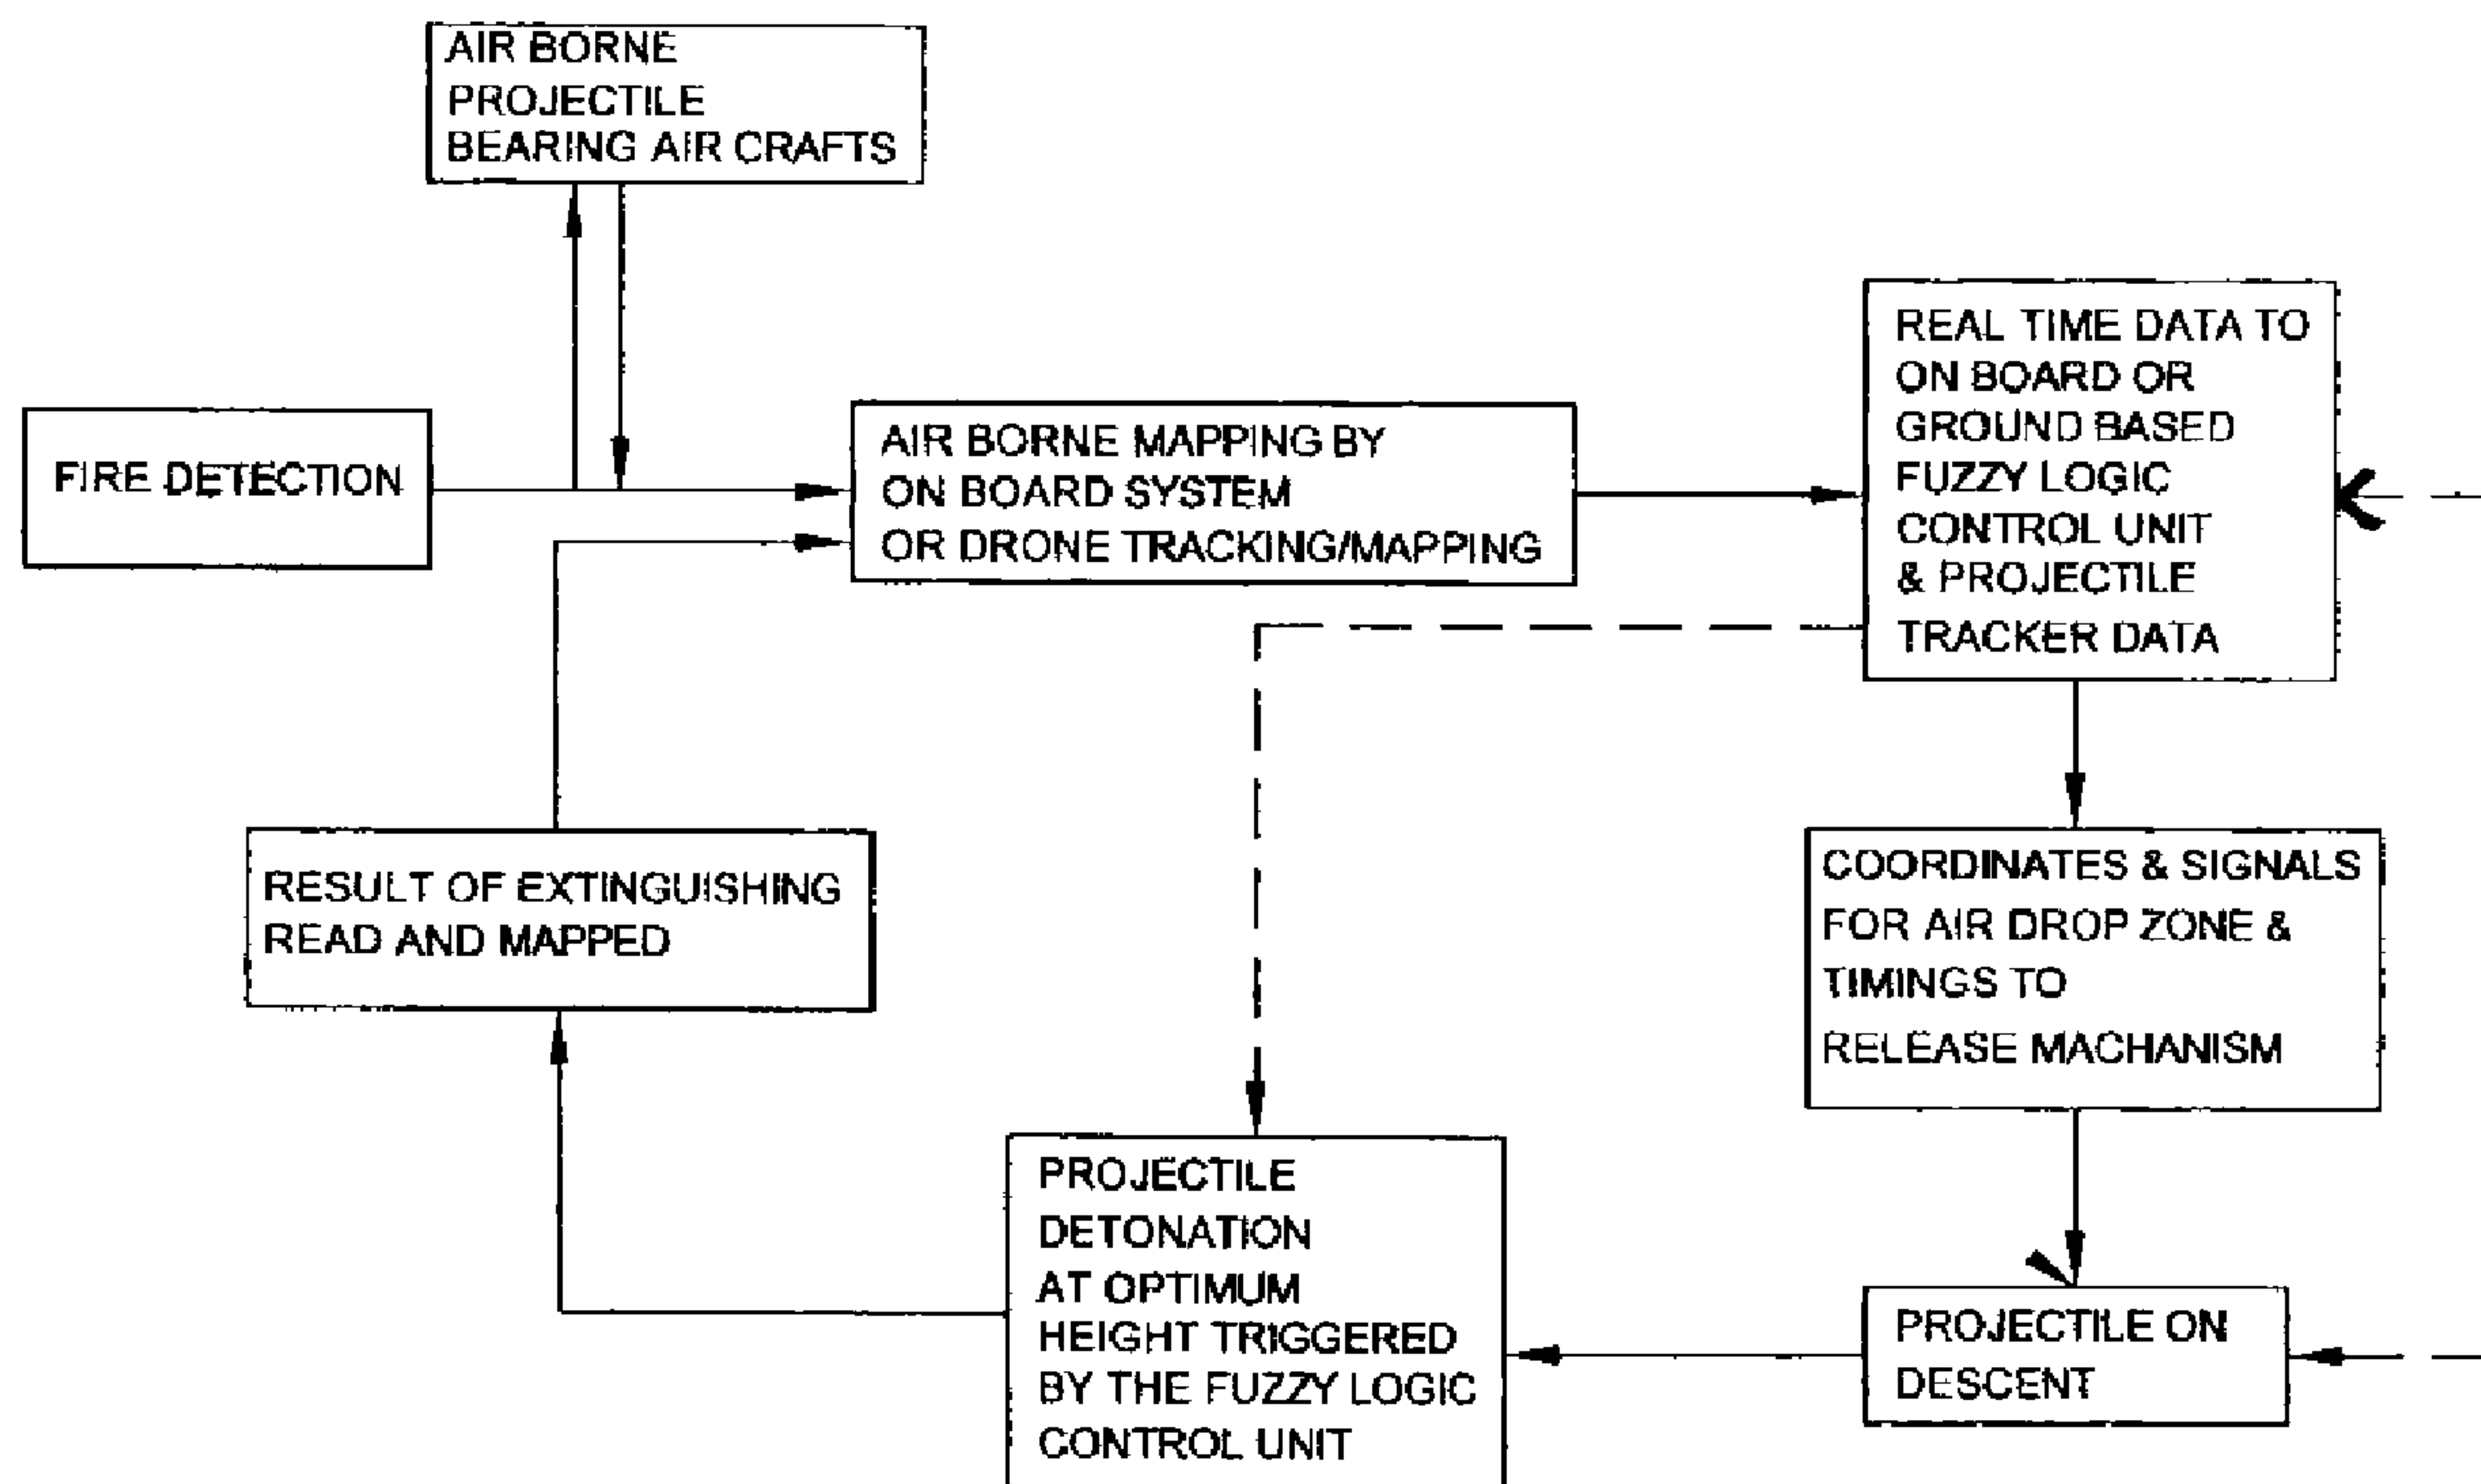 AIR BORNE
PROJECTILE
BEARING AIR CRAFTS
FIRE DETECTION
AIR BORNE MAPPING BY
ON BOARD SYSTEM
OR DRONE TRACKING/MAPPING
REAL TIME DATA TO
ON BOARD OR
GROUND BASED
FUZZY LOGIC
CONTROL UNIT
& PROJECTILE
TRACKER DATA
RESULT OF EXTINGUISHING
READ AND MAPPED
COORDINATES & SIGNALS
FOR AIR DROP ZONE &
TIMINGS TO
RELEASE MACHANISM
PROJECTILE
DETONATION
AT OPTIMUM
HEIGHT TRIGGERED
BY THE FUZZY LOGIC
CONTROL UNIT
PROJECTILE ON
DESCENT